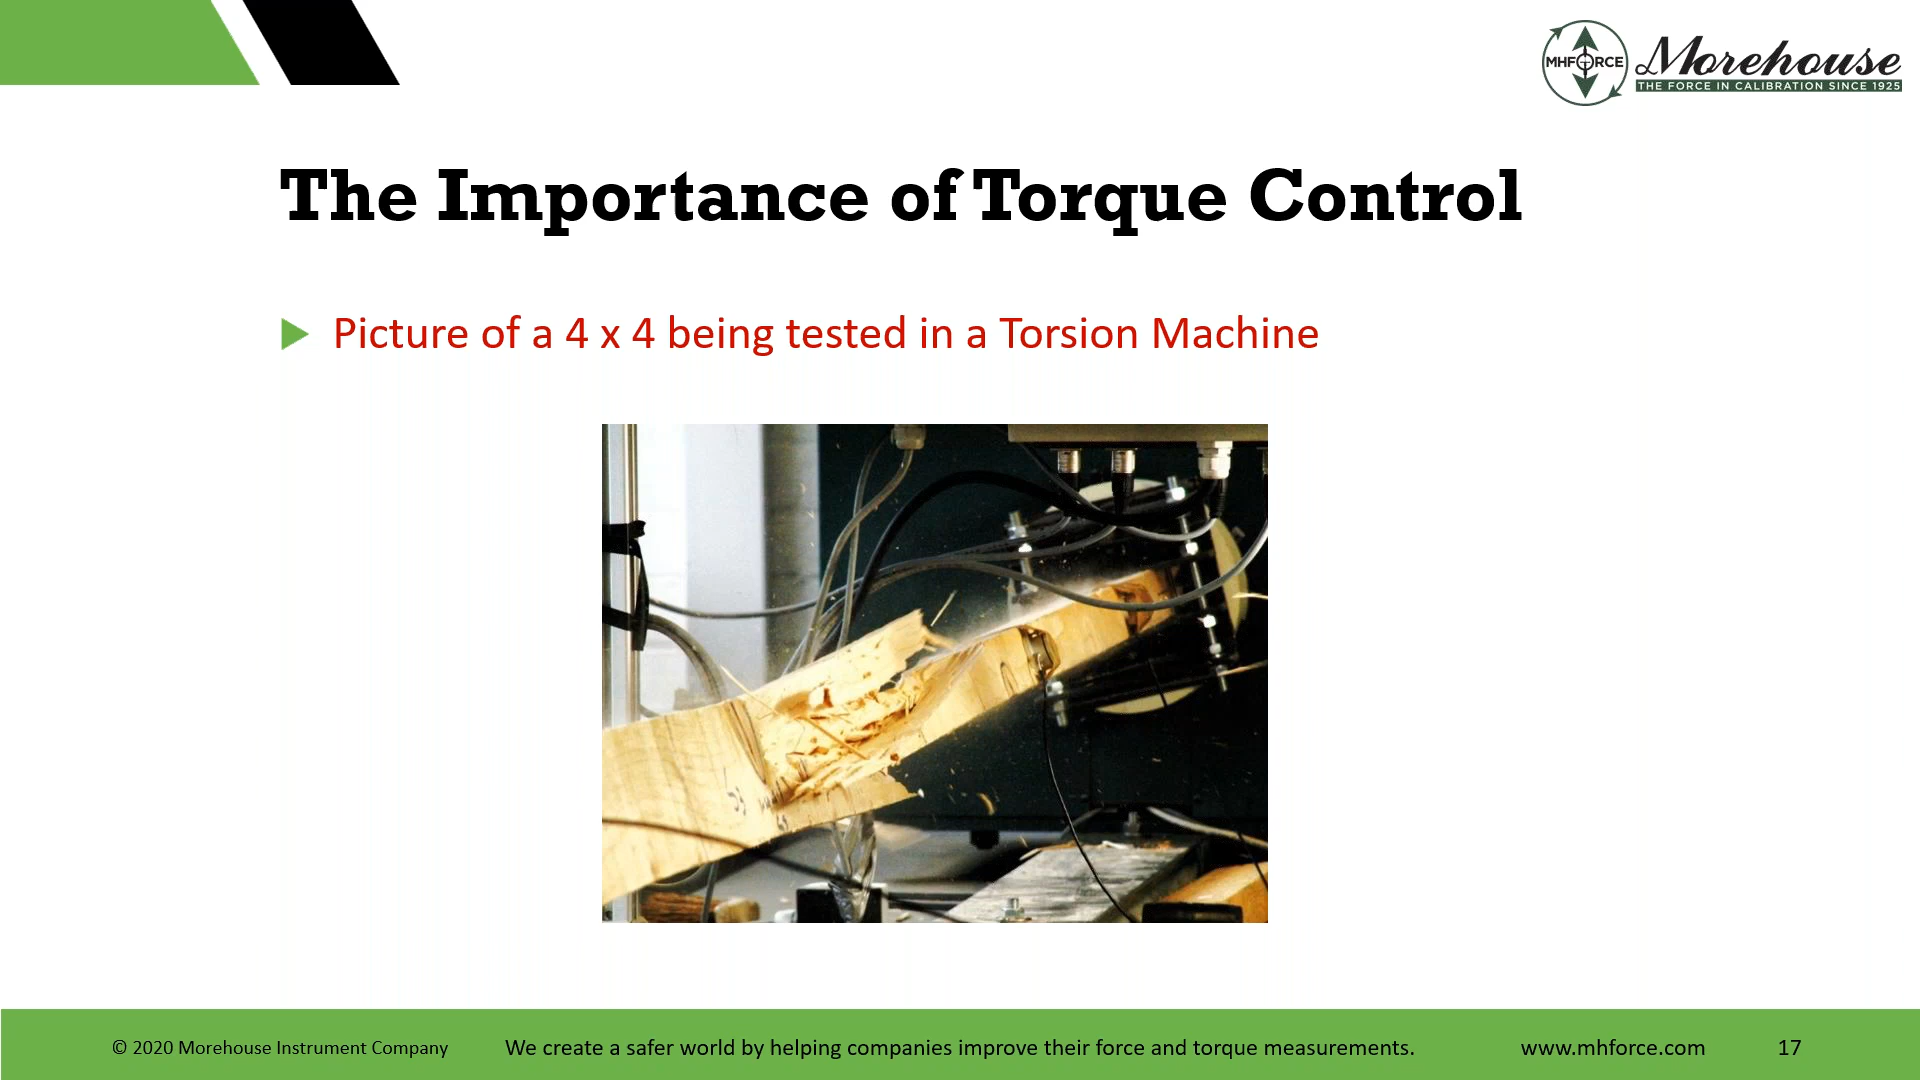 MHFORCE
Morehouse
THE FORCE IN CALIBRATION SINCE 1925
The Importance of Torque Control
Picture of a 4 x 4 being tested in a Torsion Machine
© 2020 Morehouse Instrument Company
We create a safer world by helping companies improve their force and torque measurements.
www.mhforce.com
17